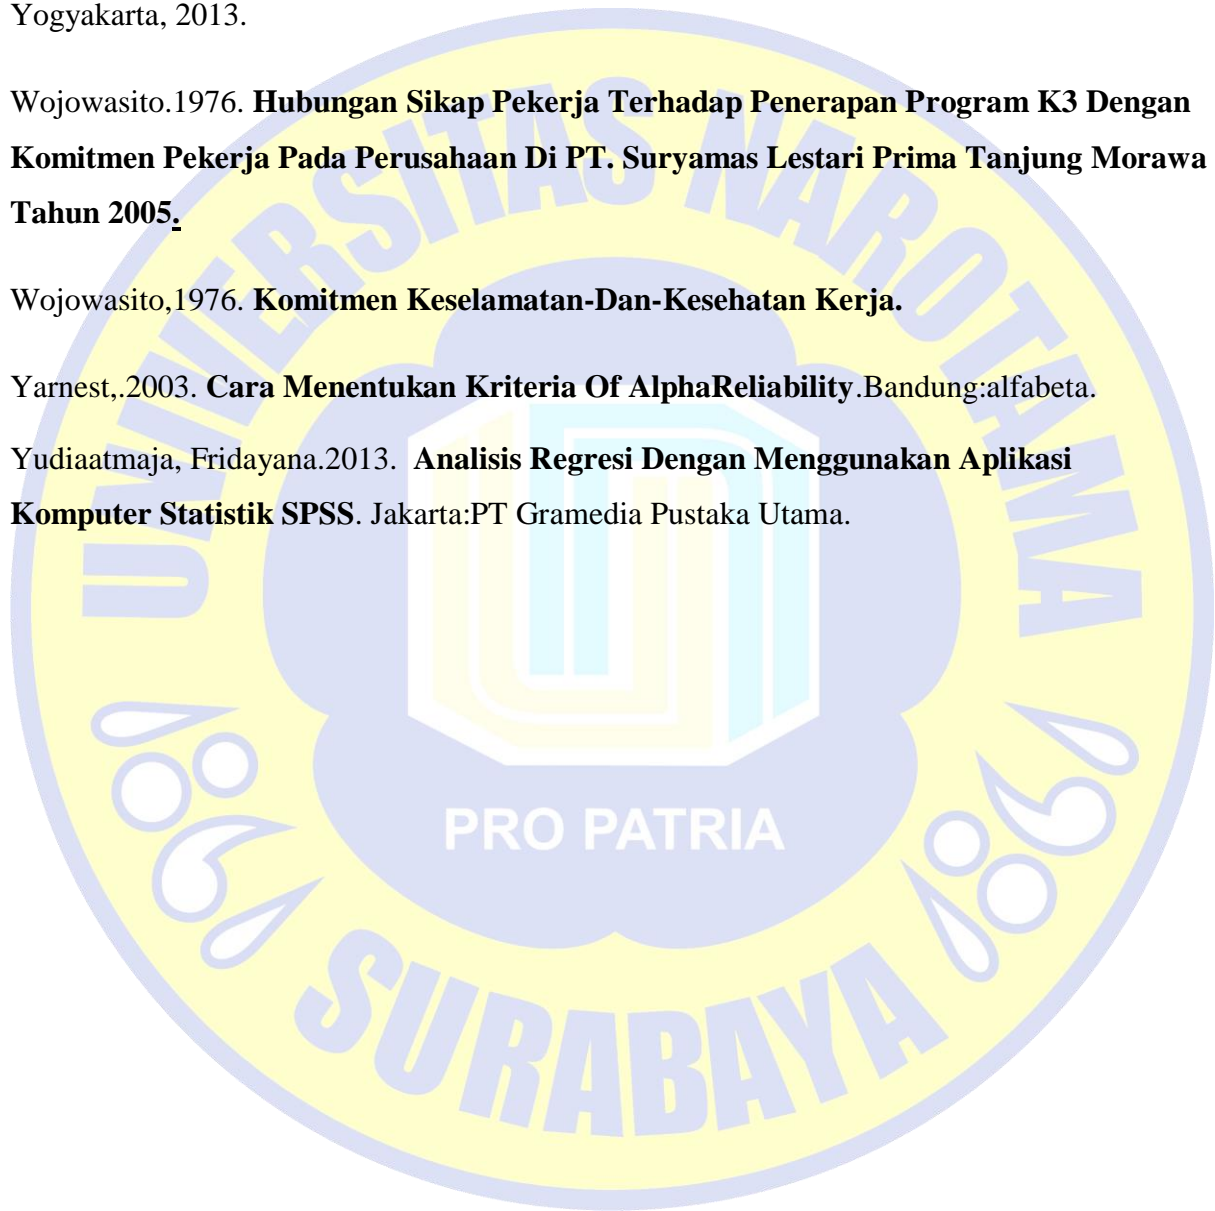 Yogyakarta, 2013.
Wojowasito.1976. Hubungan Sikap Pekerja Terhadap Penerapan Program K3 Dengan
Komitmen Pekerja Pada Perusahaan Di PT. Suryamas Lestari Prima Tanjung Morawa
Tahun 2005.
Wojowasito,1976. Komitmen Keselamatan-Dan-Kesehatan Kerja.
Yarnest,.2003. Cara Menentukan Kriteria Of AlphaReliability.Bandung:alfabeta.
Yudiaatmaja, Fridayana.2013.  Analisis Regresi Dengan Menggunakan Aplikasi
Komputer Statistik SPSS. Jakarta:PT Gramedia Pustaka Utama.
UNIVERSITAS NAROTAMA
PRO PATRIA
SURABAYA